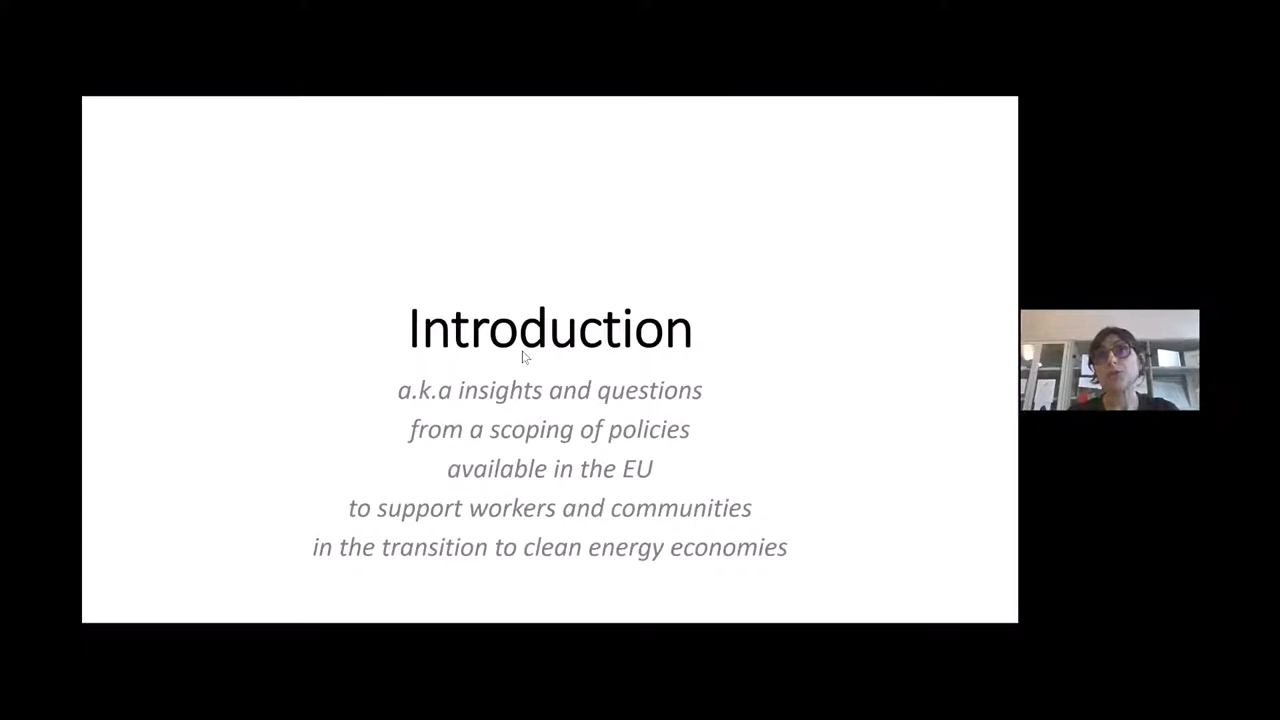 Introduction
a.k.a insights and questions
from a scoping of policies
available in the EU
to support workers and communities
in the transition to clean energy economies